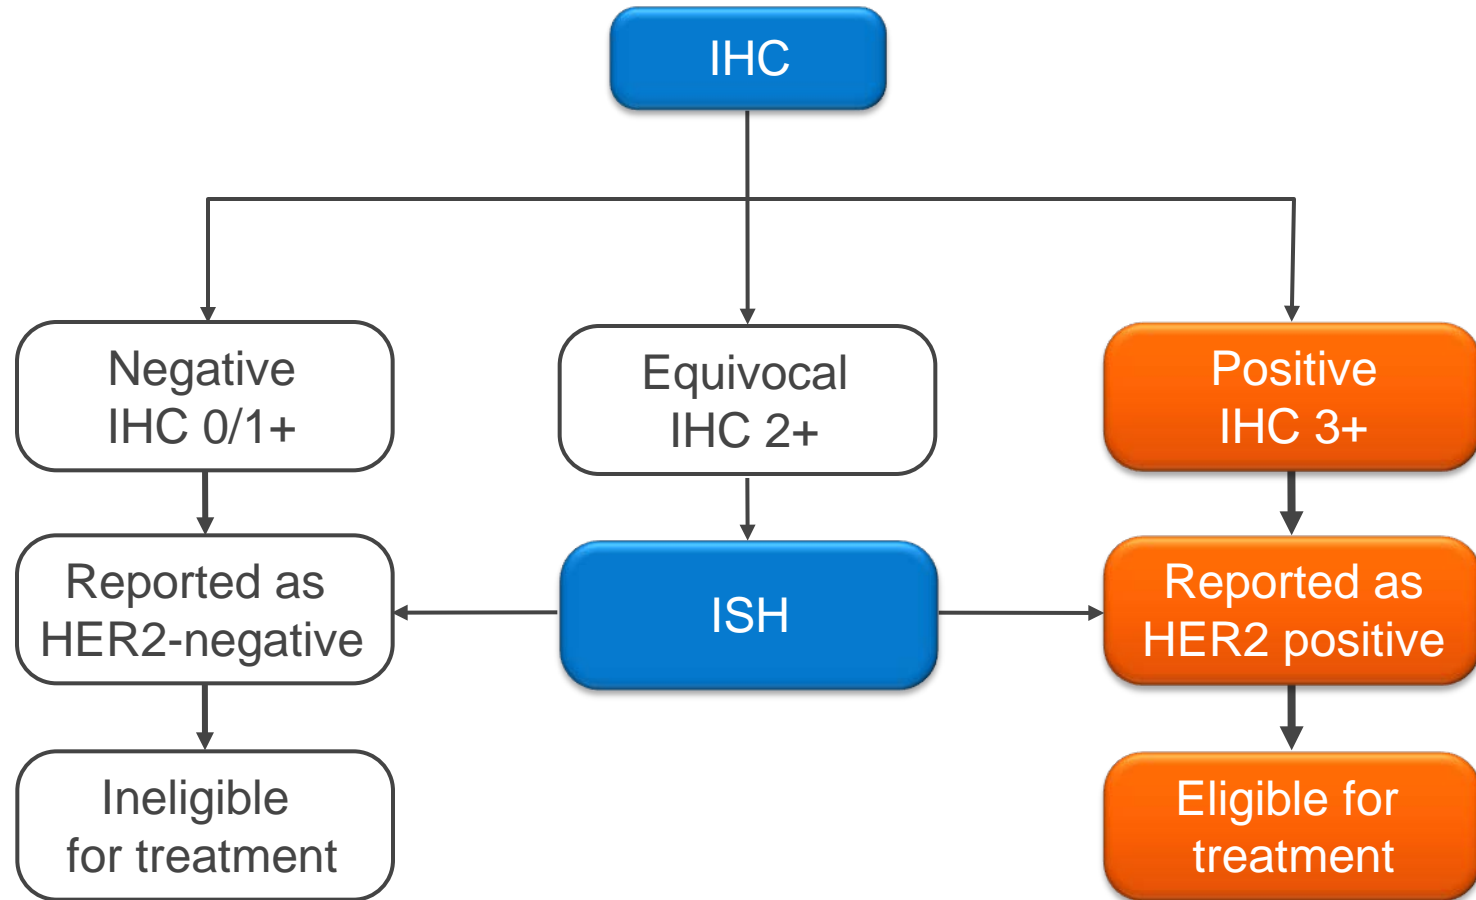 IHC
Negative
IHC 0/1+
Equivocal
IHC 2+
Positive
IHC 3+
Reported as
HER2-negative
ISH
Reported as
HER2 positive
Ineligible
for treatment
Eligible for
treatment